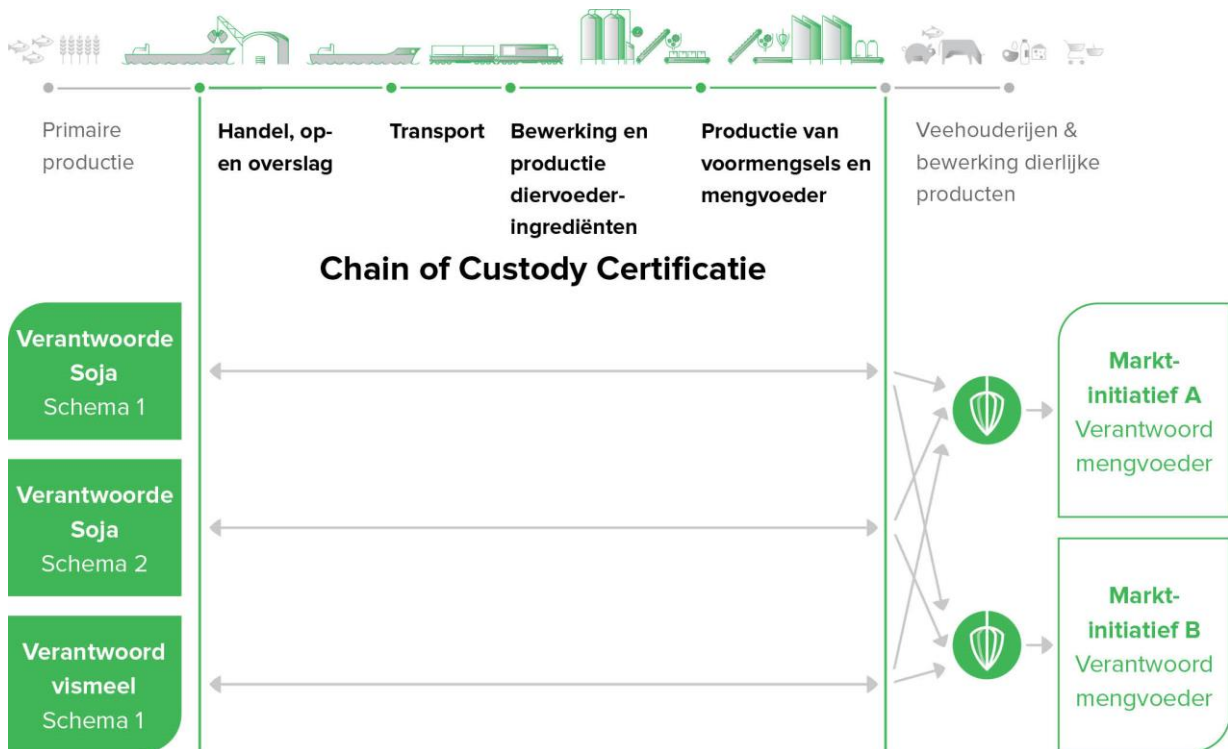 Primaire
productie
Handel, op-
en overslag
Transport
Bewerking en
productie
diervoeder-
ingrediënten
Productie van
voormengsels en
mengvoeder
Veehouderijen &
bewerking dierlijke
producten
Chain of Custody Certificatie
Verantwoorde
Soja
Schema 1
Verantwoorde
Soja
Schema 2
Verantwoord
vismeel
Schema 1
Markt-
initiatief A
Verantwoord
mengvoeder
Markt-
initiatief B
Verantwoord
mengvoeder